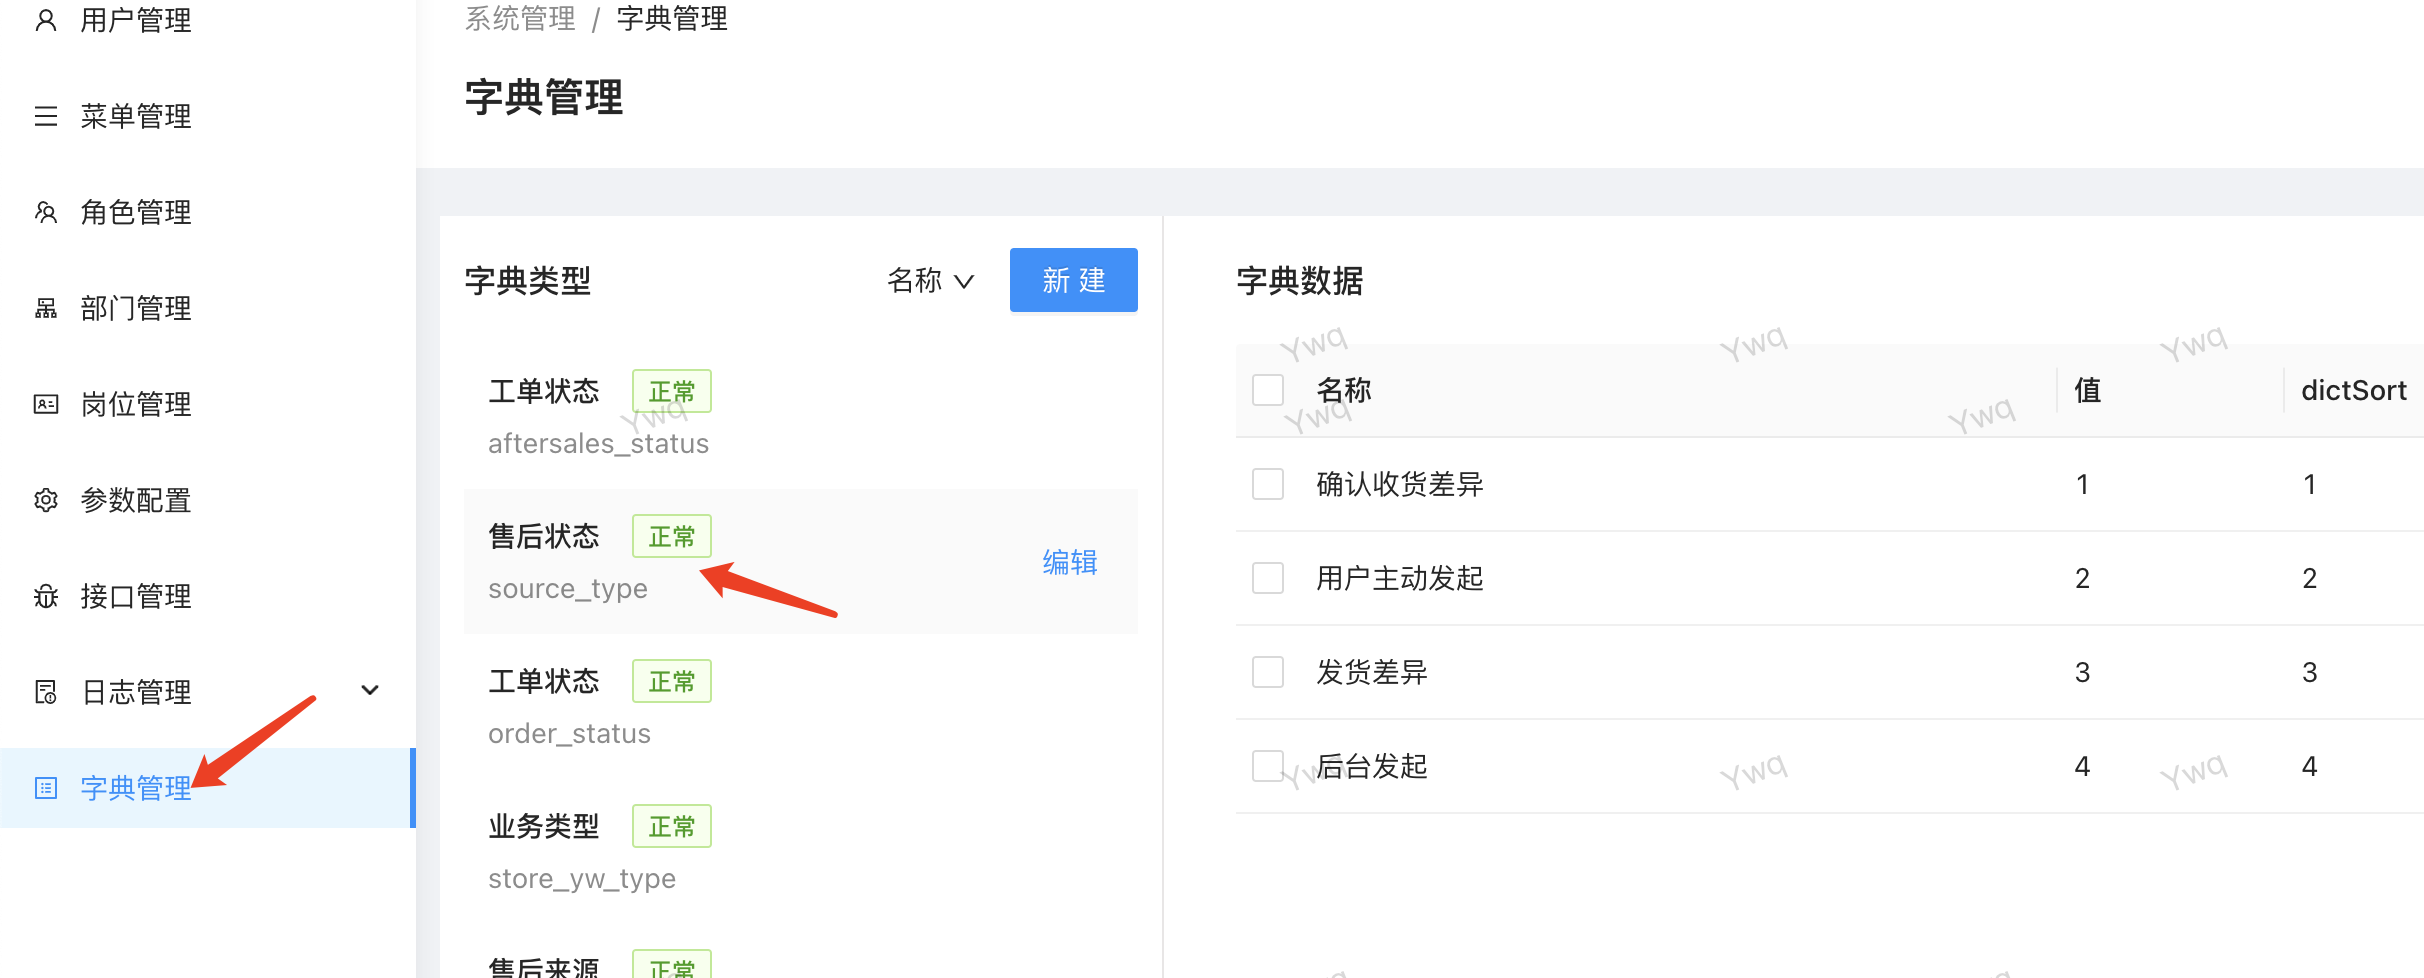 用户管理
菜单管理
角色管理
部门管理
岗位管理
参数配置
接口管理
日志管理
字典管理
系统管理 / 字典管理
字典管理
字典类型 名称 新 建
工单状态 正常
aftersales_status
售后状态 正常
source_type
编辑
工单状态 正常
order_status
业务类型 正常
store_yw_type
售后来源 正常
字典数据
名称 值 dictSort
确认收货差异 1 1
用户主动发起 2 2
发货差异 3 3
后台发起 4 4
Ywq
Ywq
Ywq
Ywq
Ywq
Ywq
Ywq
Ywq
Ywq